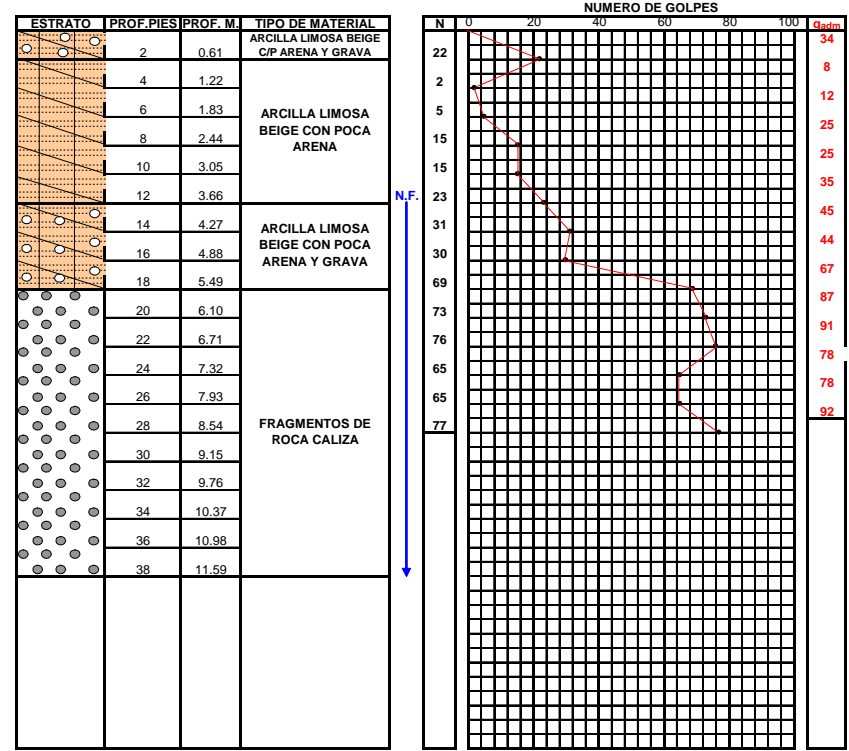 NUMERO DE GOLPES
ESTRATO PROF.PIES PROF. M. TIPO DE MATERIAL N 0 20 40 60 80 100 qadm
ARCILLA LIMOSA BEIGE
C/P ARENA Y GRAVA
2 0.61 22 34
4 1.22 2 8
6 1.83 5 12
8 2.44 15 25
10 3.05 15 25
12 3.66 23 35
ARCILLA LIMOSA
BEIGE CON POCA
ARENA
N.F.
14 4.27 31 45
16 4.88 30 44
18 5.49 69 67
ARCILLA LIMOSA
BEIGE CON POCA
ARENA Y GRAVA
20 6.10 73 87
22 6.71 76 91
24 7.32 65 78
26 7.93 65 78
28 8.54 77 92
30 9.15
32 9.76
34 10.37
36 10.98
38 11.59
FRAGMENTOS DE
ROCA CALIZA